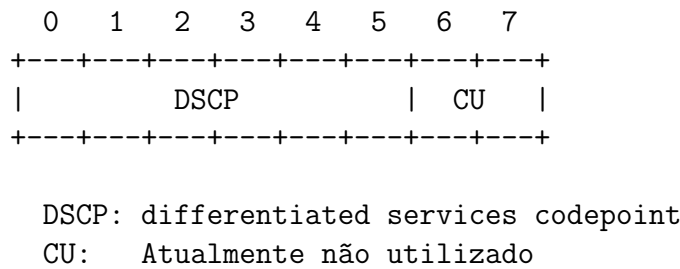 0 1 2 3 4 5 6 7
+---+---+---+---+---+---+---+---+
| DSCP | CU |
+---+---+---+---+---+---+---+---+
DSCP: differentiated services codepoint
CU: Atualmente não utilizado